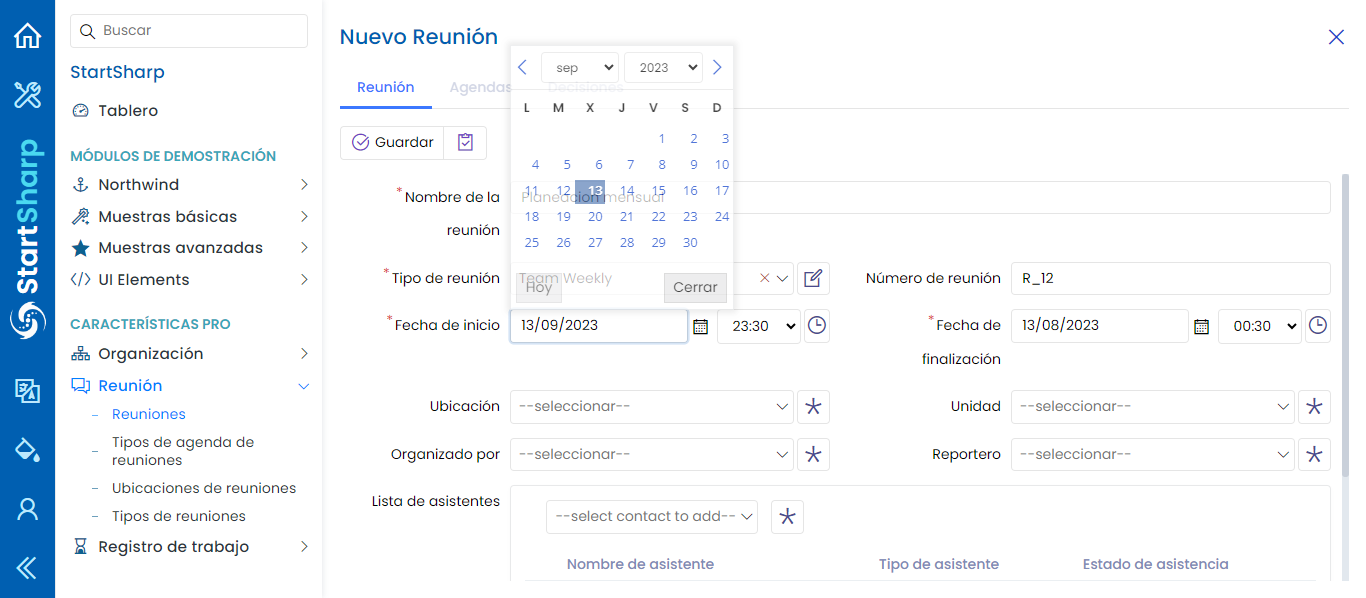 StartSharp
Buscar
StartSharp
Tablero
MÓDULOS DE DEMOSTRACIÓN
Northwind
Muestras básicas
Muestras avanzadas
UI Elements
CARACTERÍSTICAS PRO
Organización
Reunión
Reuniones
Tipos de agenda de
reuniones
Ubicaciones de reuniones
Tipos de reuniones
Registro de trabajo
Nuevo Reunión
Reunión Agendas Decisiones
Guardar
sep 2023
L M X J V S D
1 2 3
4 5 6 7 8 9 10
11 12 13 14 15 16 17
18 19 20 21 22 23 24
25 26 27 28 29 30
Hoy Cerrar
*Nombre de la
reunión
Planeación mensual
*Tipo de reunión Team Weekly
Número de reunión R_12
*Fecha de inicio 13/09/2023 23:30
*Fecha de
finalización
13/08/2023 00:30
Ubicación --seleccionar--
Unidad --seleccionar--
Organizado por --seleccionar--
Reportero --seleccionar--
Lista de asistentes
--select contact to add--
Nombre de asistente Tipo de asistente Estado de asistencia